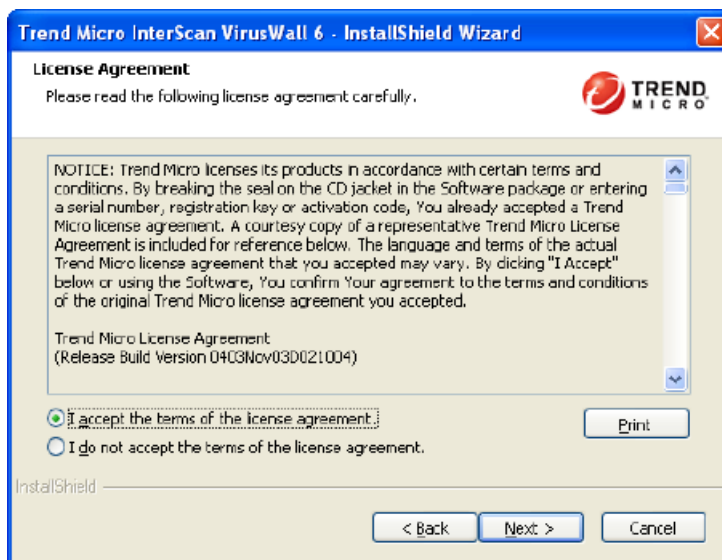 Trend Micro InterScan VirusWall 6 - InstallShield Wizard
License Agreement
Please read the following license agreement carefully.
TREND
MICRO
NOTICE: Trend Micro licenses its products in accordance with certain terms and
conditions. By breaking the seal on the CD jacket in the Software package or entering
a serial number, registration key or activation code, You already accepted a Trend
Micro license agreement. A courtesy copy of a representative Trend Micro License
Agreement is included for reference below. The language and terms of the actual
Trend Micro license agreement that you accepted may vary. By clicking "I Accept"
below or using the Software, You confirm Your agreement to the terms and conditions
of the original Trend Micro license agreement you accepted.
Trend Micro License Agreement
(Release Build Version 0403Nov03D021004)
I accept the terms of the license agreement.
Print
I do not accept the terms of the license agreement.
InstallShield
< Back
Next >
Cancel